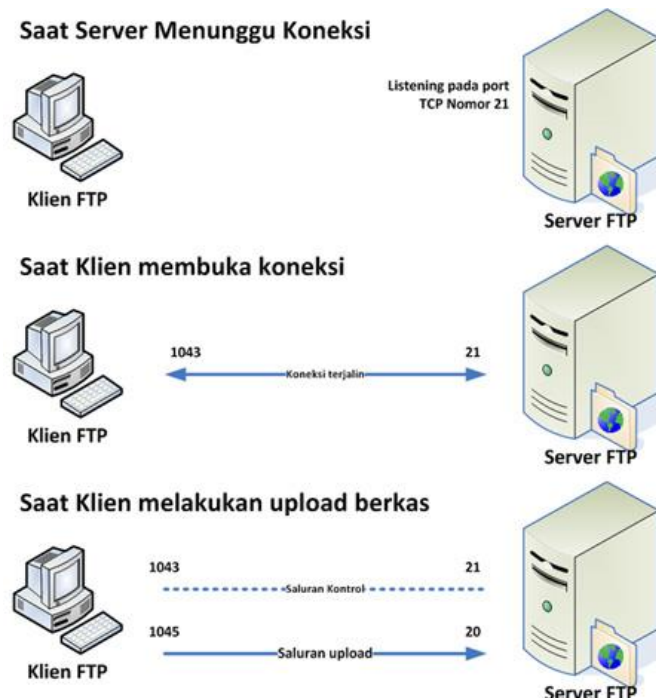 Saat Server Menunggu Koneksi
Listening pada port
TCP Nomor 21
Klien FTP
Server FTP
Saat Klien membuka koneksi
1043
21
Koneksi terjalin
Klien FTP
Server FTP
Saat Klien melakukan upload berkas
1043
21
Saluran Kontrol
1045
20
Saluran upload
Klien FTP
Server FTP